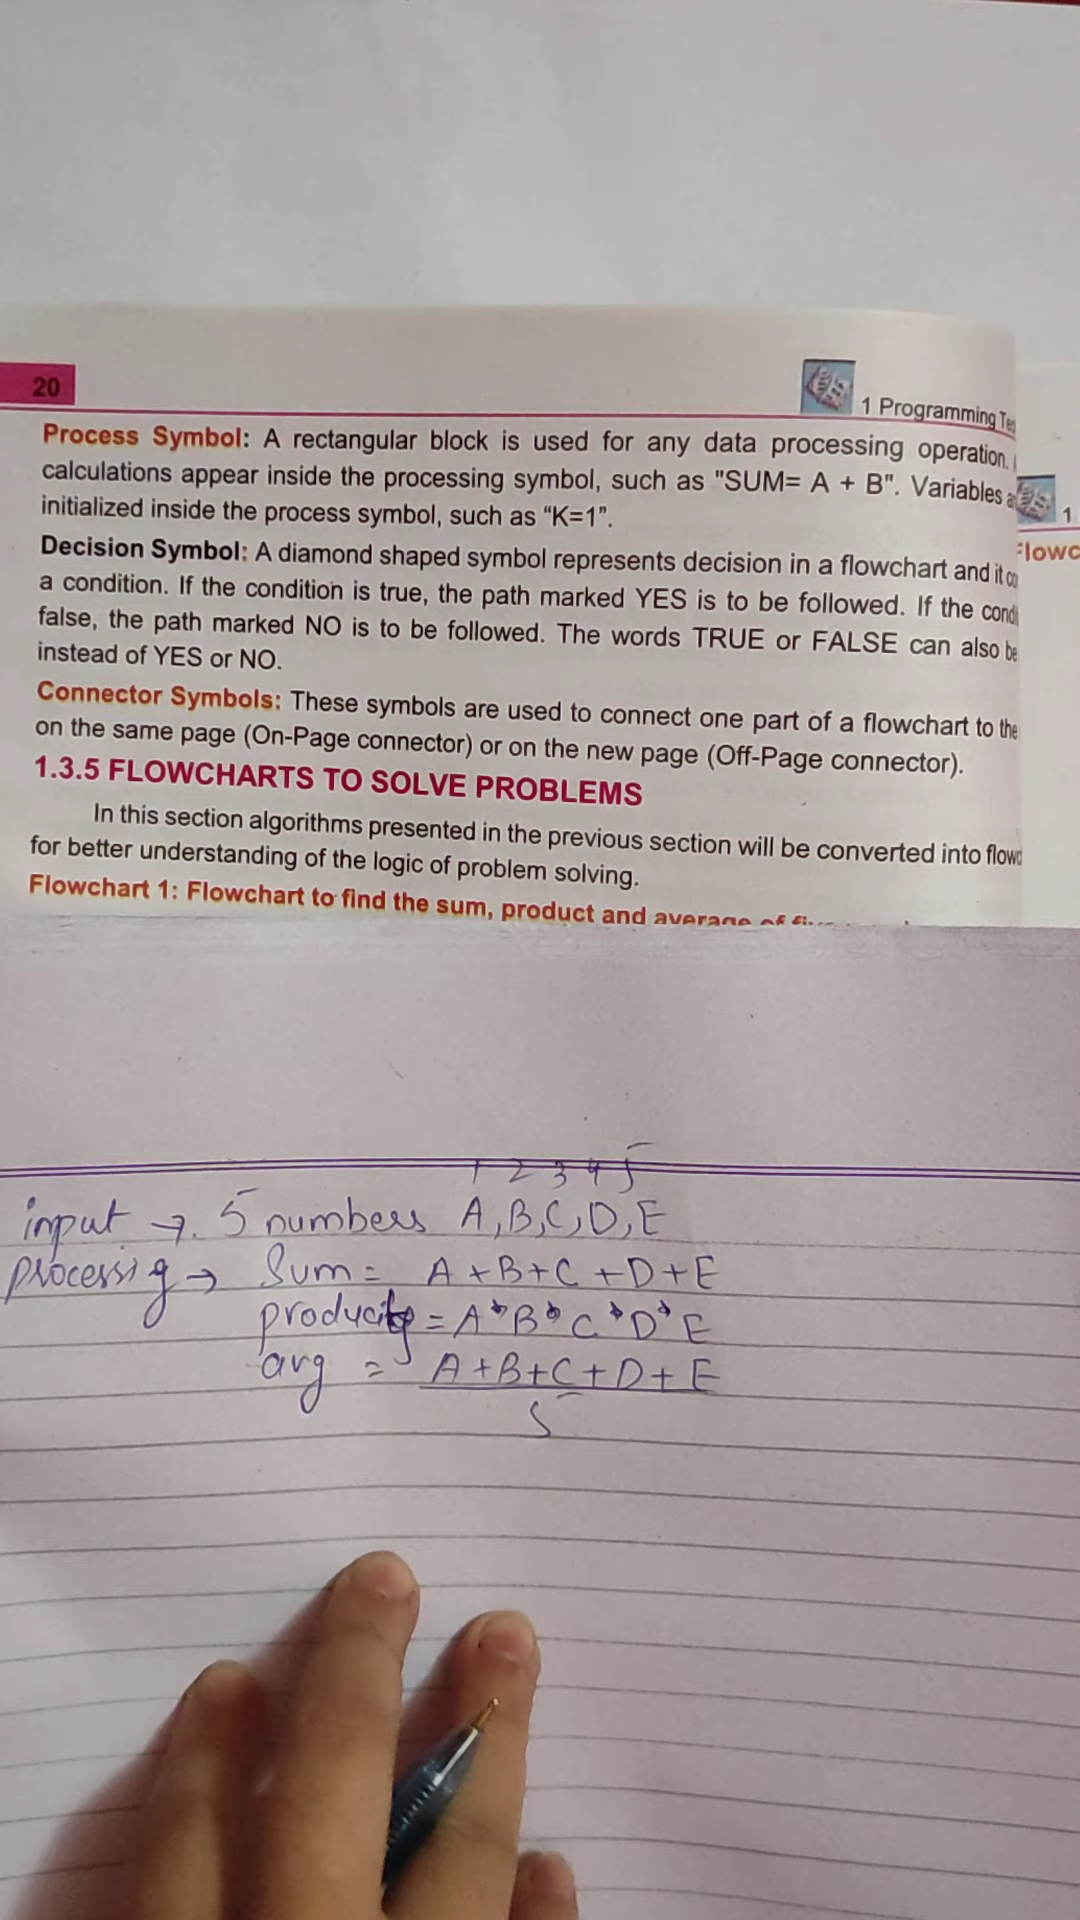 20
1 Programming
Process Symbol: A rectangular block is used for any data processing operation.
calculations appear inside the processing symbol, such as "SUM= A + B". Variables
1
initialized inside the process symbol, such as “K=1”.
Decision Symbol: A diamond shaped symbol represents decision in a flowchart and it
a condition. If the condition is true, the path marked YES is to be followed. If the
false, the path marked NO is to be followed. The words TRUE or FALSE can also be
instead of YES or NO.
Connector Symbols: These symbols are used to connect one part of a flowchart to the
on the same page (On-Page connector) or on the new page (Off-Page connector).
1.3.5 FLOWCHARTS TO SOLVE PROBLEMS
In this section algorithms presented in the previous section will be converted into
for better understanding of the logic of problem solving.
Flowchart 1: Flowchart to find the sum, product and average of
1 2 3 4 5
input → 5 numbers A, B, C, D, E
processig → Sum = A + B + C + D + E
= A * B * C * D * E
avg = A + B + C + D + E
5